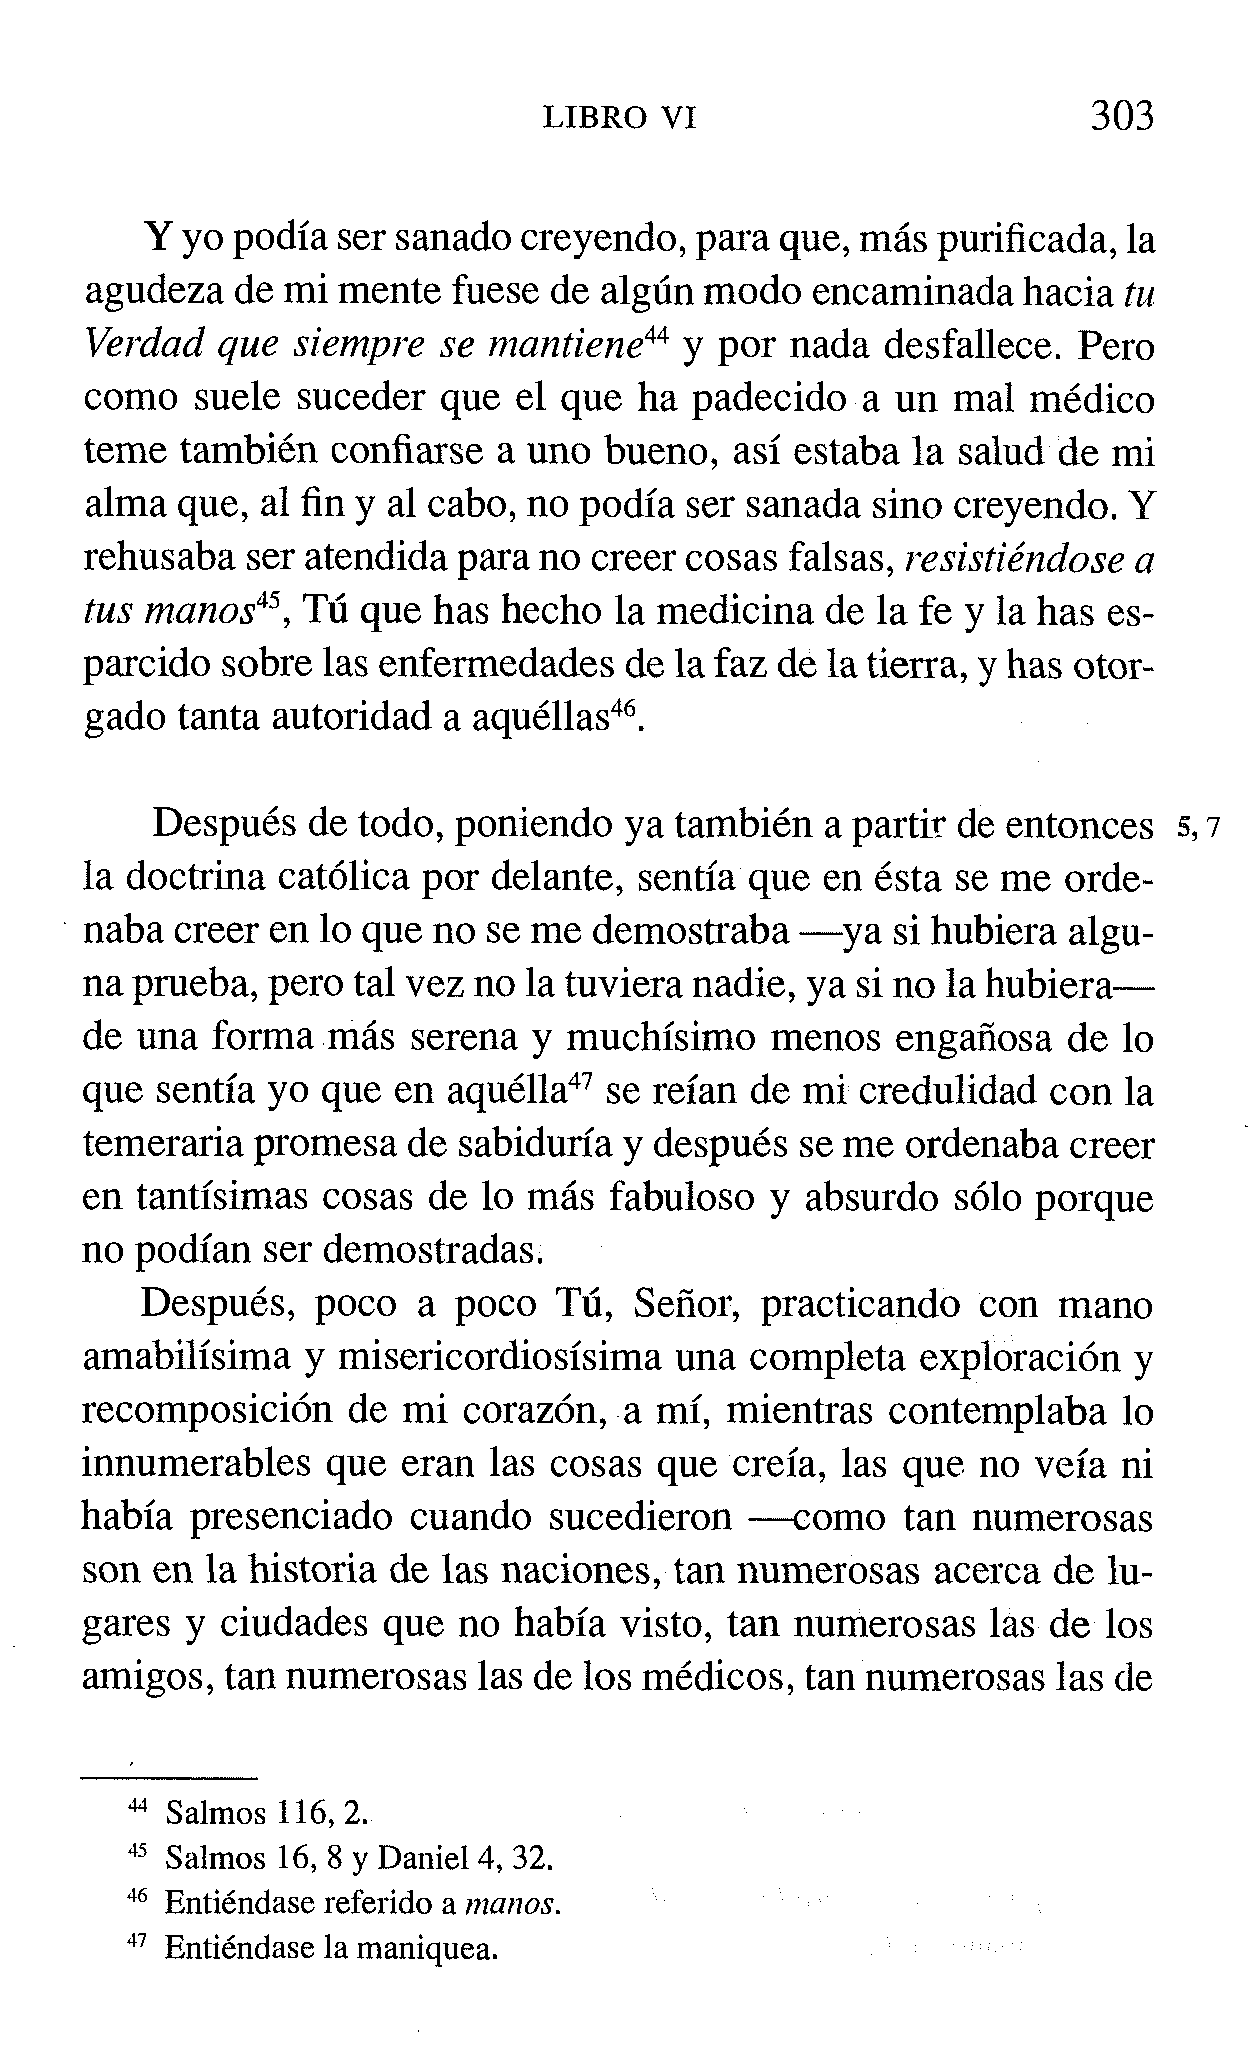 LIBRO VI 303
Y yo podía ser sanado creyendo, para que, más purificada, la
agudeza de mi mente fuese de algún modo encaminada hacia tu
Verdad que siempre se mantiene⁴⁴ y por nada desfallece. Pero
como suele suceder que el que ha padecido a un mal médico
teme también confiarse a uno bueno, así estaba la salud de mi
alma que, al fin y al cabo, no podía ser sanada sino creyendo. Y
rehusaba ser atendida para no creer cosas falsas, resistiéndose a
tus manos⁴⁵, Tú que has hecho la medicina de la fe y la has es-
parcido sobre las enfermedades de la faz de la tierra, y has otor-
gado tanta autoridad a aquéllas⁴⁶.
Después de todo, poniendo ya también a partir de entonces 5, 7
la doctrina católica por delante, sentía que en ésta se me orde-
naba creer en lo que no se me demostraba —ya si hubiera algu-
na prueba, pero tal vez no la tuviera nadie, ya si no la hubiera—
de una forma más serena y muchísimo menos engañosa de lo
que sentía yo que en aquélla⁴⁷ se reían de mi credulidad con la
temeraria promesa de sabiduría y después se me ordenaba creer
en tantísimas cosas de lo más fabuloso y absurdo sólo porque
no podían ser demostradas.
Después, poco a poco Tú, Señor, practicando con mano
amabilísima y misericordiosísima una completa exploración y
recomposición de mi corazón, a mí, mientras contemplaba lo
innumerables que eran las cosas que creía, las que no veía ni
había presenciado cuando sucedieron —como tan numerosas
son en la historia de las naciones, tan numerosas acerca de lu-
gares y ciudades que no había visto, tan numerosas las de los
amigos, tan numerosas las de los médicos, tan numerosas las de
⁴⁴ Salmos 116, 2.
⁴⁵ Salmos 16, 8 y Daniel 4, 32.
⁴⁶ Entiéndase referido a manos.
⁴⁷ Entiéndase la maniquea.